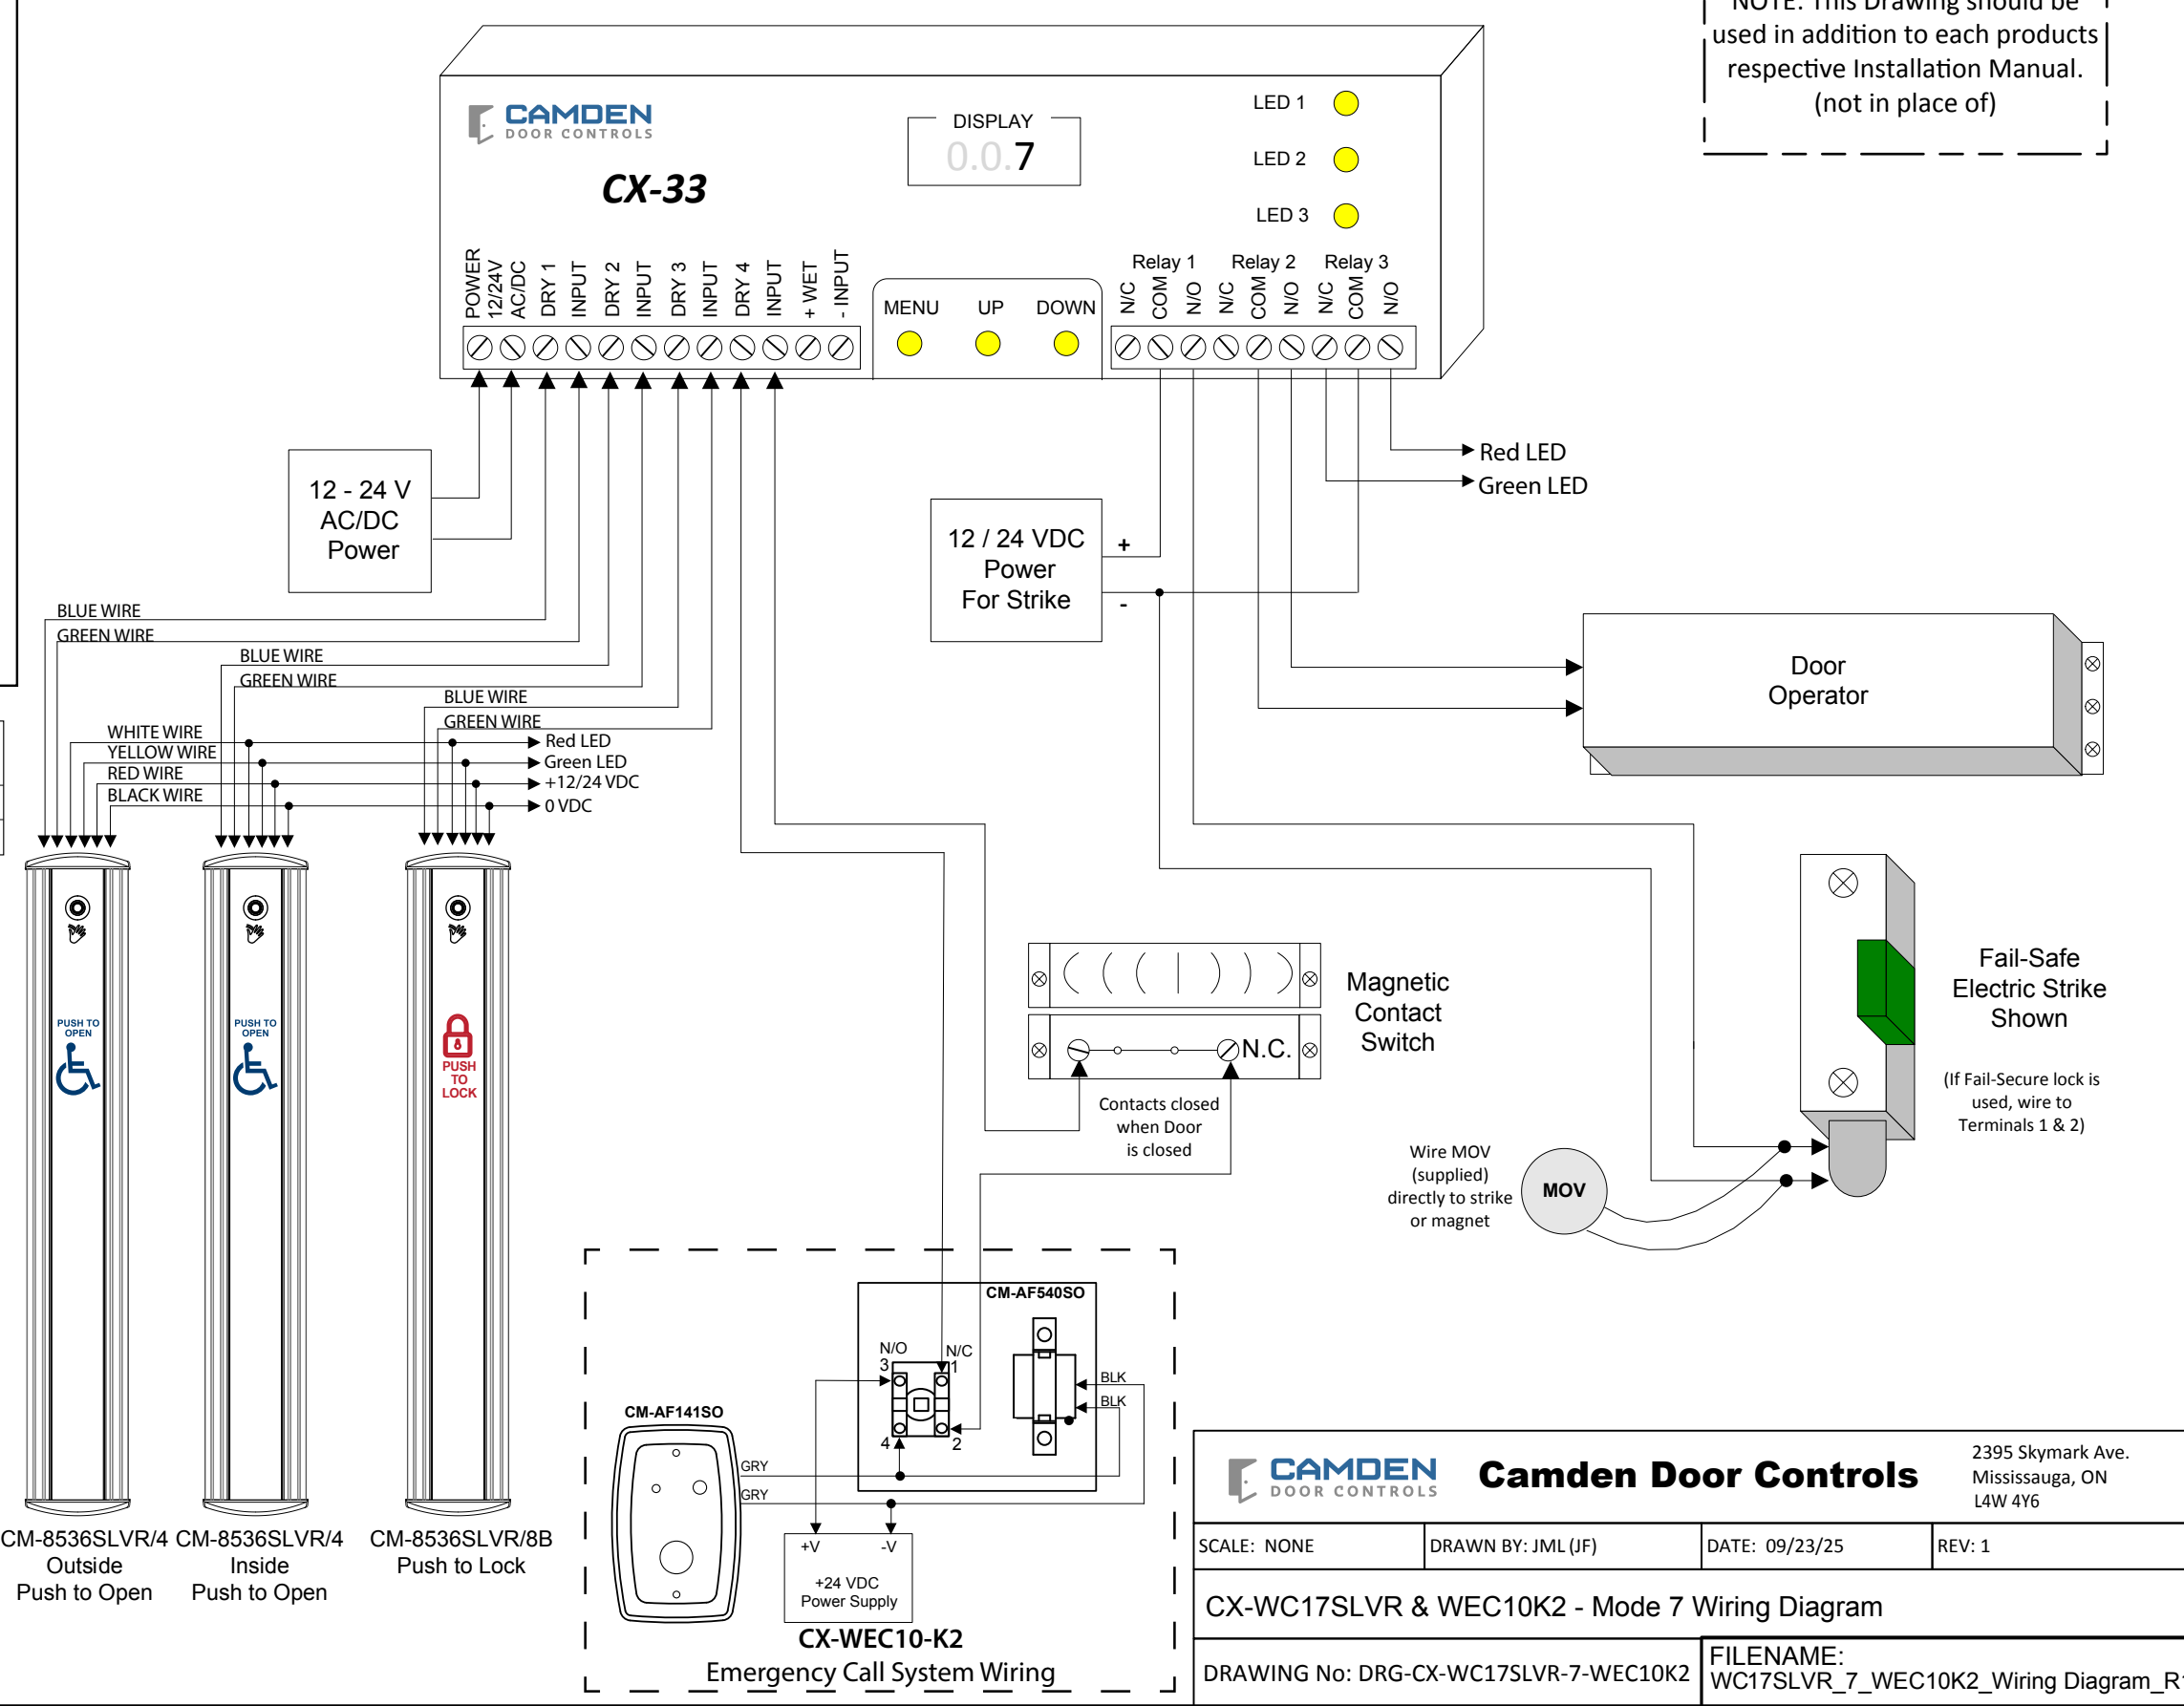 NOTE: This Drawing should be
used in addition to each products
respective Installation Manual.
(not in place of)
CAMDEN
DOOR CONTROLS
CX-33
DISPLAY
0.0.7
LED 1
LED 2
LED 3
POWER
12/24V
AC/DC
DRY 1
INPUT
DRY 2
INPUT
DRY 3
INPUT
DRY 4
INPUT
+ WET
- INPUT
MENU
UP
DOWN
Relay 1
Relay 2
Relay 3
N/C
COM
N/O
N/C
COM
N/O
N/C
COM
N/O
Red LED
Green LED
12 - 24 V
AC/DC
Power
12 / 24 VDC
Power
For Strike
+
-
BLUE WIRE
GREEN WIRE
BLUE WIRE
GREEN WIRE
BLUE WIRE
GREEN WIRE
WHITE WIRE
YELLOW WIRE
RED WIRE
BLACK WIRE
Red LED
Green LED
+12/24 VDC
0 VDC
Door
Operator
PUSH TO
OPEN
PUSH TO
OPEN
PUSH
TO
LOCK
Magnetic
Contact
Switch
N.C.
Contacts closed
when Door
is closed
Fail-Safe
Electric Strike
Shown
(If Fail-Secure lock is
used, wire to
Terminals 1 & 2)
Wire MOV
(supplied)
directly to strike
or magnet
MOV
CM-8536SLVR/4
Outside
Push to Open
CM-8536SLVR/4
Inside
Push to Open
CM-8536SLVR/8B
Push to Lock
CM-AF540SO
N/O
3
N/C
1
4
2
BLK
BLK
CM-AF141SO
GRY
GRY
+V
-V
+24 VDC
Power Supply
CX-WEC10-K2
Emergency Call System Wiring
CAMDEN
DOOR CONTROLS
Camden Door Controls
2395 Skymark Ave.
Mississauga, ON
L4W 4Y6
SCALE: NONE
DRAWN BY: JML (JF)
DATE: 09/23/25
REV: 1
CX-WC17SLVR & WEC10K2 - Mode 7 Wiring Diagram
DRAWING No: DRG-CX-WC17SLVR-7-WEC10K2
FILENAME:
WC17SLVR_7_WEC10K2_Wiring Diagram_R